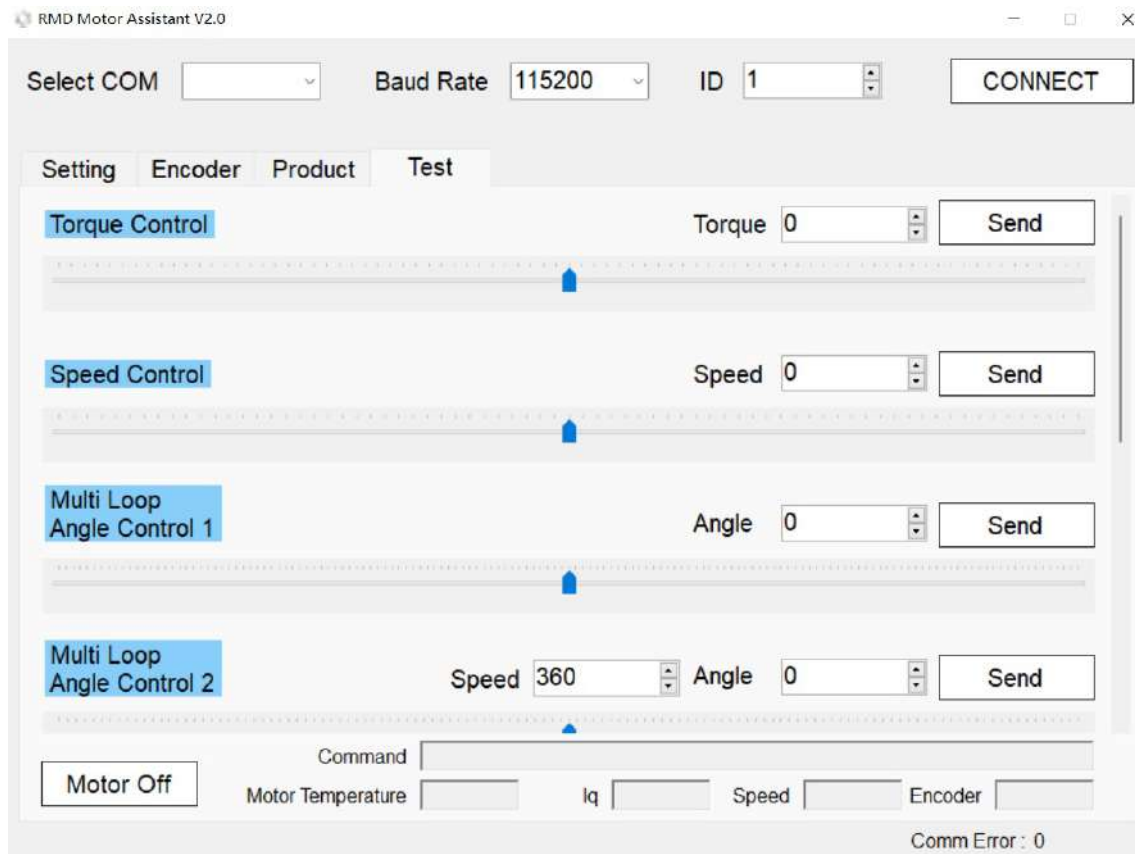 RMD Motor Assistant V2.0
Select COM Baud Rate 115200 ID 1 CONNECT
Setting Encoder Product Test
Torque Control Torque 0 Send
Speed Control Speed 0 Send
Multi Loop
Angle Control 1 Angle 0 Send
Multi Loop
Angle Control 2 Speed 360 Angle 0 Send
Command
Motor Off Motor Temperature Iq Speed Encoder
Comm Error : 0